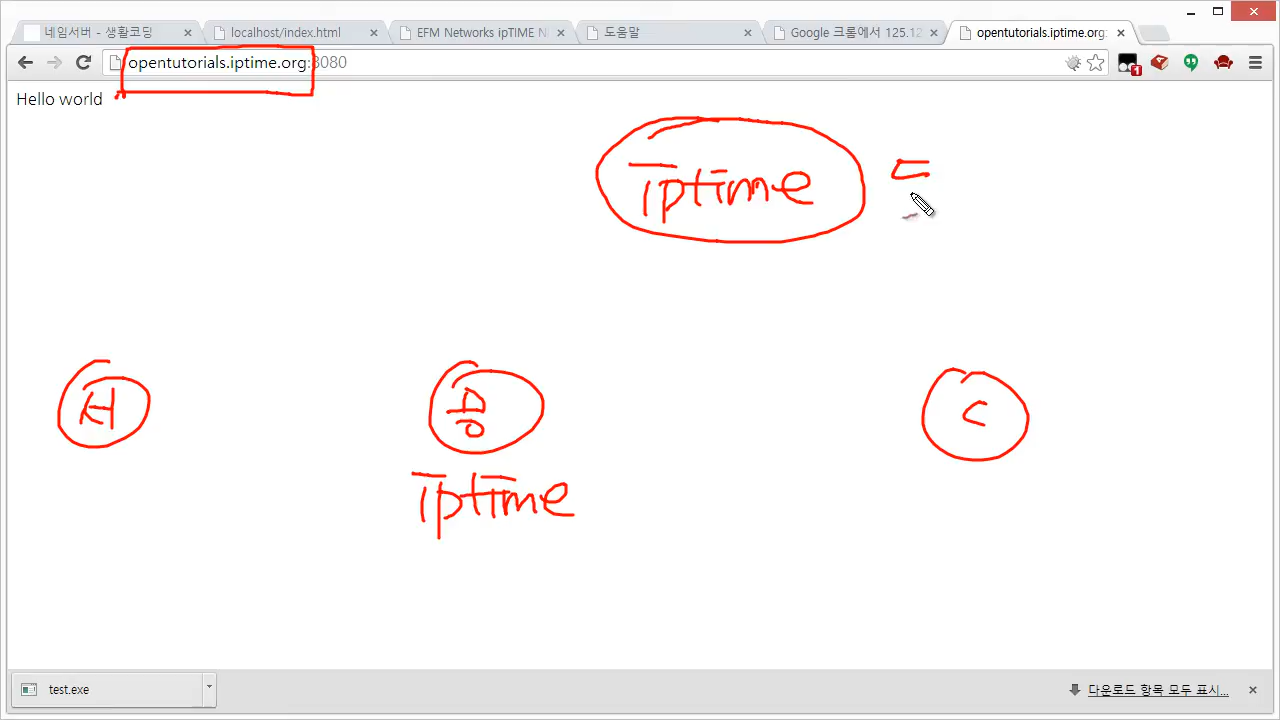 네임서버 - 생활코딩
localhost/index.html
EFM Networks ipTIME N
도움말
Google 크롬에서 125.12
opentutorials.iptime.org:
opentutorials.iptime.org:8080
1
Hello world
iptime
ㄷ
H
D
C
iptime
test.exe
다운로드 항목 모두 표시...